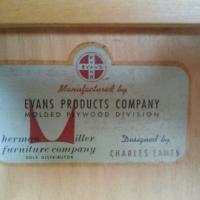 EVANS
Manufactured by
EVANS PRODUCTS COMPANY
MOLDED PLYWOOD DIVISION
herman miller
furniture company
SOLE DISTRIBUTOR
Designed by
CHARLES EAMES